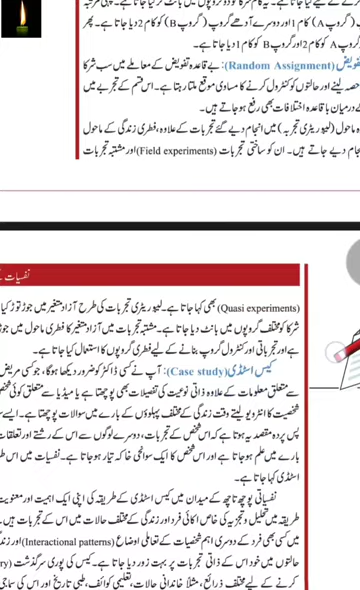 (گروپ A) کام 1 اور دوسرے آدھے گروپ (گروپ B) کو کام 2 دیا جاتا ہے۔ پھر
گروپ A کو کام 2 اور گروپ B کو کام 1 دیا جاتا ہے۔
تفویض (Random Assignment): بے قاعدہ تفویض کے معاملے میں سب شرکا
حصہ لینے اور حالتوں کو کنٹرول کرنے کا مساوی موقع ملتا رہتا ہے۔ اس قسم کے تجربے میں
کے درمیان باقاعدہ اختلافات بھی رفع ہو جاتے ہیں۔
ماحول (لیبوریٹری تجربہ) میں انجام دیے گئے تجربات کے علاوہ، فطری زندگی کے ماحول
انجام دیے جاتے ہیں۔ ان کو ساختی تجربات (Field experiments) اور مشتبہ تجربات
نفسیات کے
(Quasi experiments) بھی کہا جاتا ہے۔ لیبوریٹری تجربات کی طرح آزاد متغیر میں جوڑ توڑ کیا
شرکا کو مختلف گروپوں میں بانٹ دیا جاتا ہے۔ مشتبہ تجربات میں آزاد متغیر کا فطری ماحول میں جوڑ
ہے اور تجرباتی اور کنٹرول گروپ بنانے کے لیے فطری گروپوں کا استعمال کیا جاتا ہے۔
کیس اسٹڈی (Case study): آپ نے کسی ڈاکٹر کو ضرور دیکھا ہوگا، جو کسی مریض
سے متعلق معلومات کے علاوہ ذاتی نوعیت کی تفصیلات بھی پوچھتا ہے یا میڈیا سے متعلق کوئی شخص
شخصیت کا انٹرویو لیتے وقت زندگی کے مختلف پہلوؤں کے بارے میں سوالات پوچھتا ہے۔ ایسے
پس پردہ مقصد یہ ہوتا ہے کہ اس شخص کے تجربات، دوسرے لوگوں سے اس کے رشتے اور تعلقات
بارے میں علم ہو جاتا ہے اور اس شخص کا ایک سوانحی خاکہ تیار ہو جاتا ہے۔ نفسیات میں اس
اسٹڈی کہا جاتا ہے۔
نفسیاتی پوچھ تاچھ کے میدان میں کیس اسٹڈی کے طریقہ کی اپنی ایک اہمیت اور معنویت
طریقہ میں تحلیل و تجزیہ کی خاص اکائی فرد اور زندگی کے مختلف حالات میں اس کے تجربات ہیں۔
میں کسی بھی فرد کے دوسری اہم شخصیات کے تعاملی اوضاع (Interactional patterns) اور زندگی
حالتوں میں خود اس کے ذاتی تجربات پر بہت زور دیا جاتا ہے۔ کیس کی پوری سرگذشت
کرنے کے لیے مختلف ذرائع، مثلاً خاندانی حالات، تعلیمی کوائف، طبی تاریخ اور اس کی سماجی